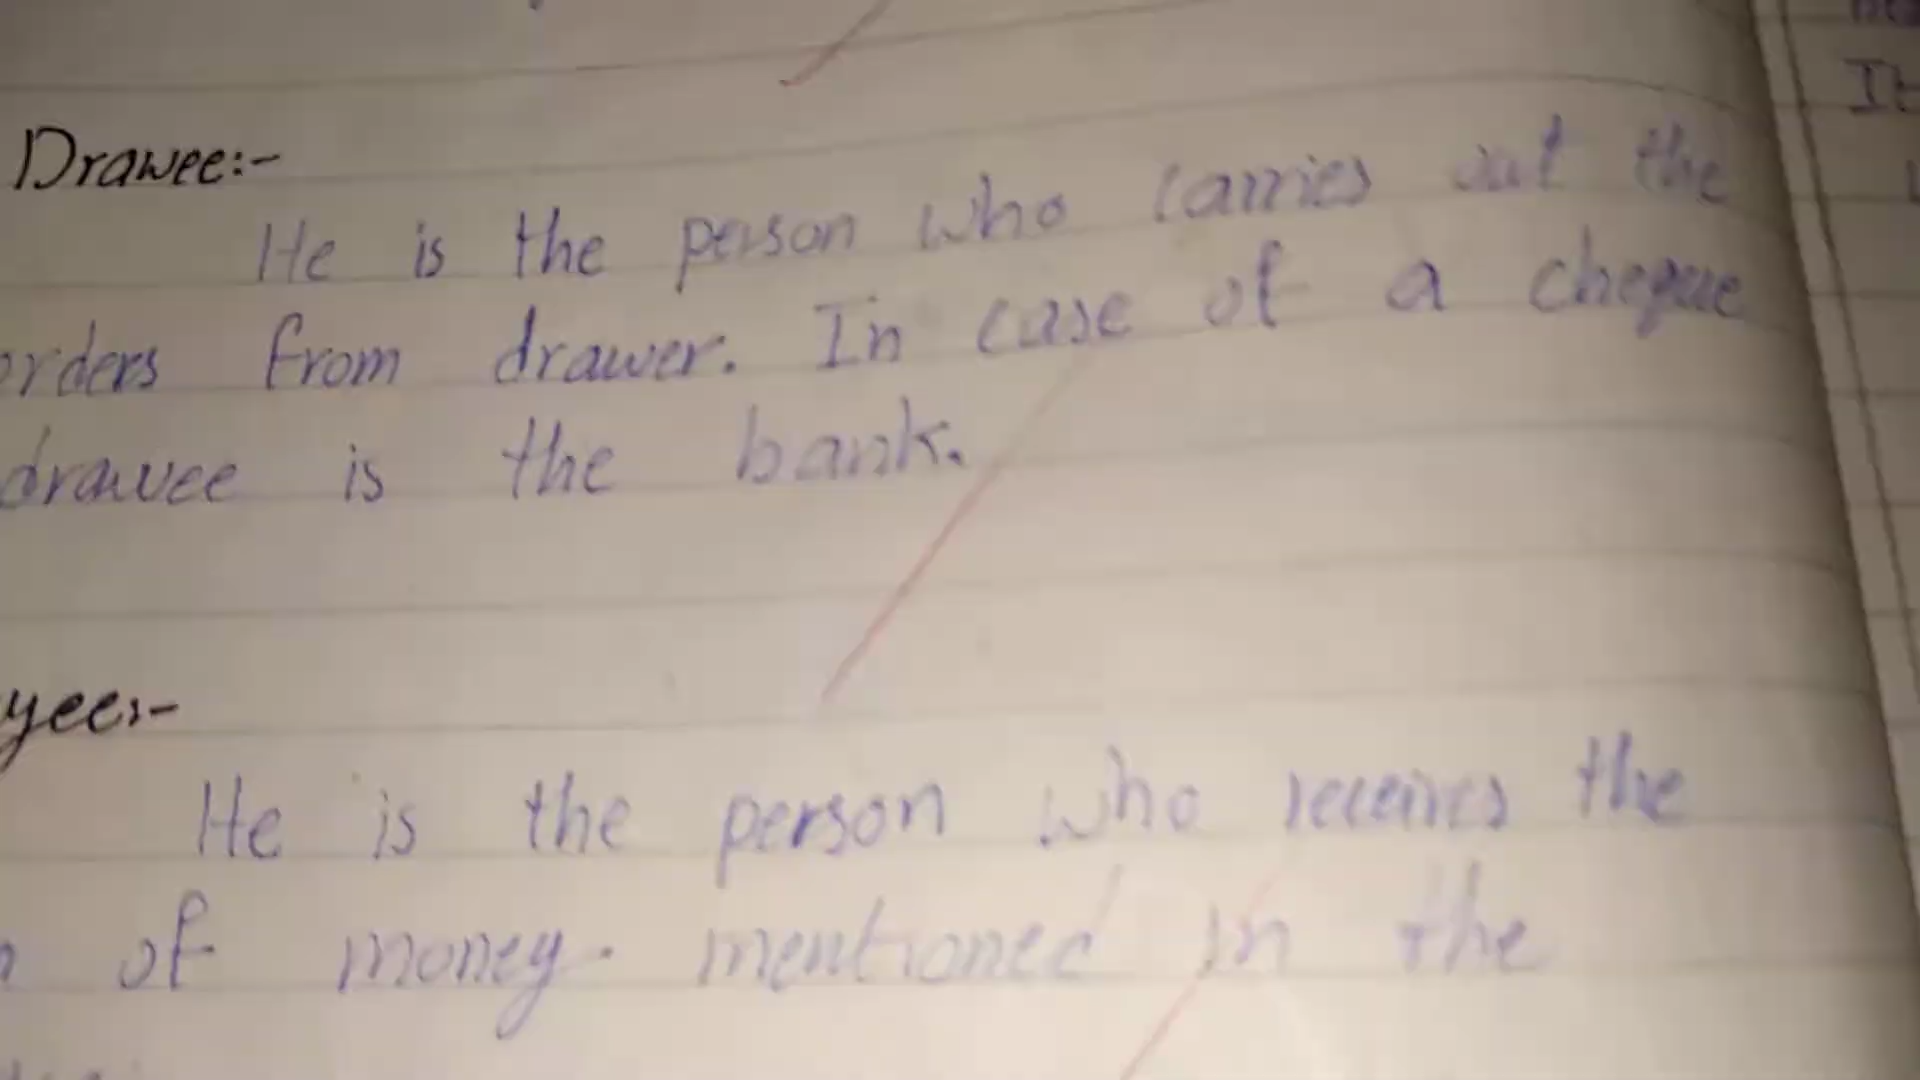 It
Drawee:-
He is the person who carries out the
orders from drawer. In case of a cheque
drawee is the bank.
yee:-
He is the person who receives the
of money. mentioned in the